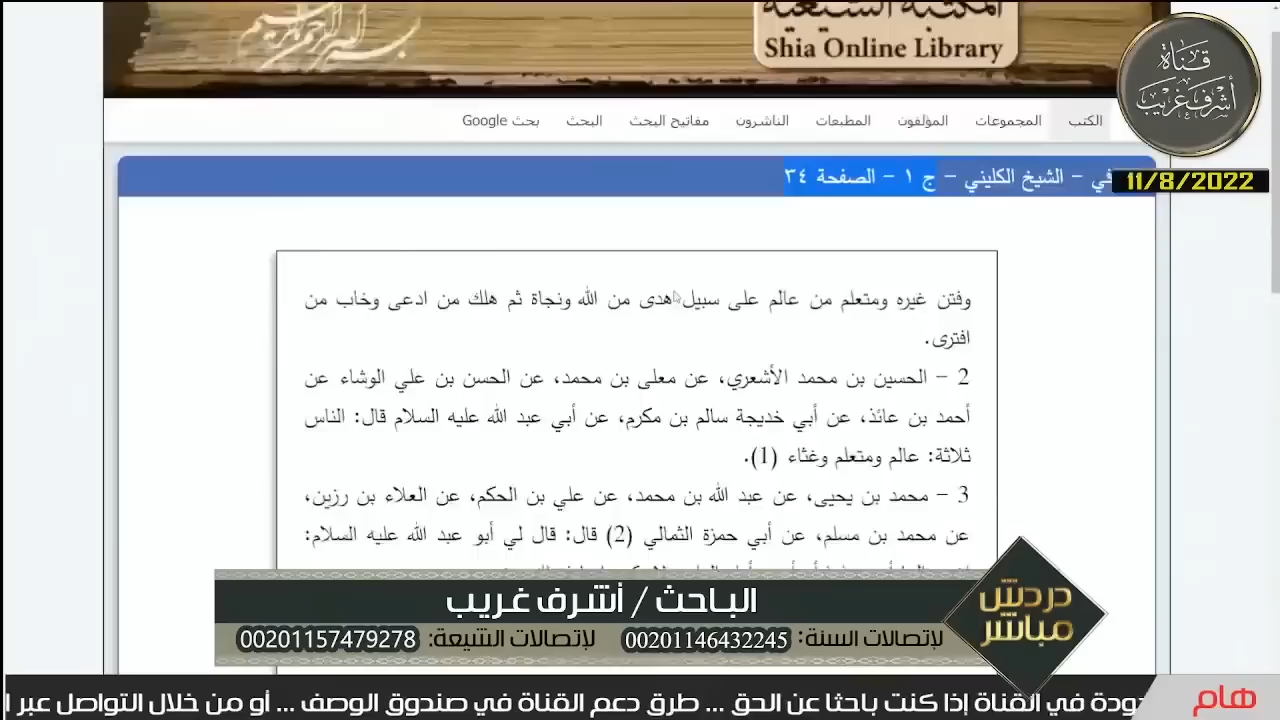 المكتبة الشيعية
Shia Online Library
قناة
أشرف غريب
الكتب المجموعات المؤلفون المطبعات الناشرون مفاتيح البحث البحث بحث Google
في - الشيخ الكليني - ج ١ - الصفحة ٣٤
11/8/2022
وفتن غيره ومتعلم من عالم على سبيل هدى من الله ونجاة ثم هلك من ادعى وخاب من
افترى.
2 - الحسين بن محمد الأشعري، عن معلى بن محمد، عن الحسن بن علي الوشاء عن
أحمد بن عائذ، عن أبي خديجة سالم بن مكرم، عن أبي عبد الله عليه السلام قال: الناس
ثلاثة: عالم ومتعلم وغثاء (1).
3 - محمد بن يحيى، عن عبد الله بن محمد، عن علي بن الحكم، عن العلاء بن رزين،
عن محمد بن مسلم، عن أبي حمزة الثمالي (2) قال: قال لي أبو عبد الله عليه السلام:
دردش
مباشر
الباحث / أشرف غريب
لإتصالات السنة: 00201146432245 لإتصالات الشيعة: 00201157479278
هام
دودة في القناة إذا كنت باحثا عن الحق ... طرق دعم القناة في صندوق الوصف ... أو من خلال التواصل عبر ا